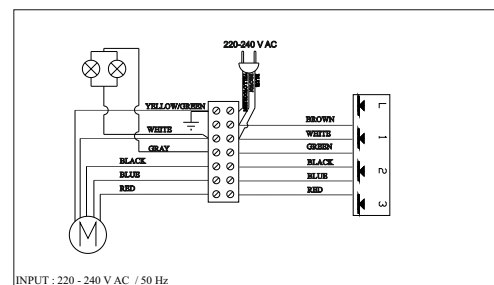 220-240 V AC
YELLOW/GREEN
WHITE
GRAY
BLACK
BLUE
RED
BROWN
WHITE
GREEN
BLACK
BLUE
RED
L
1
2
3
M
INPUT : 220 - 240 V AC / 50 Hz